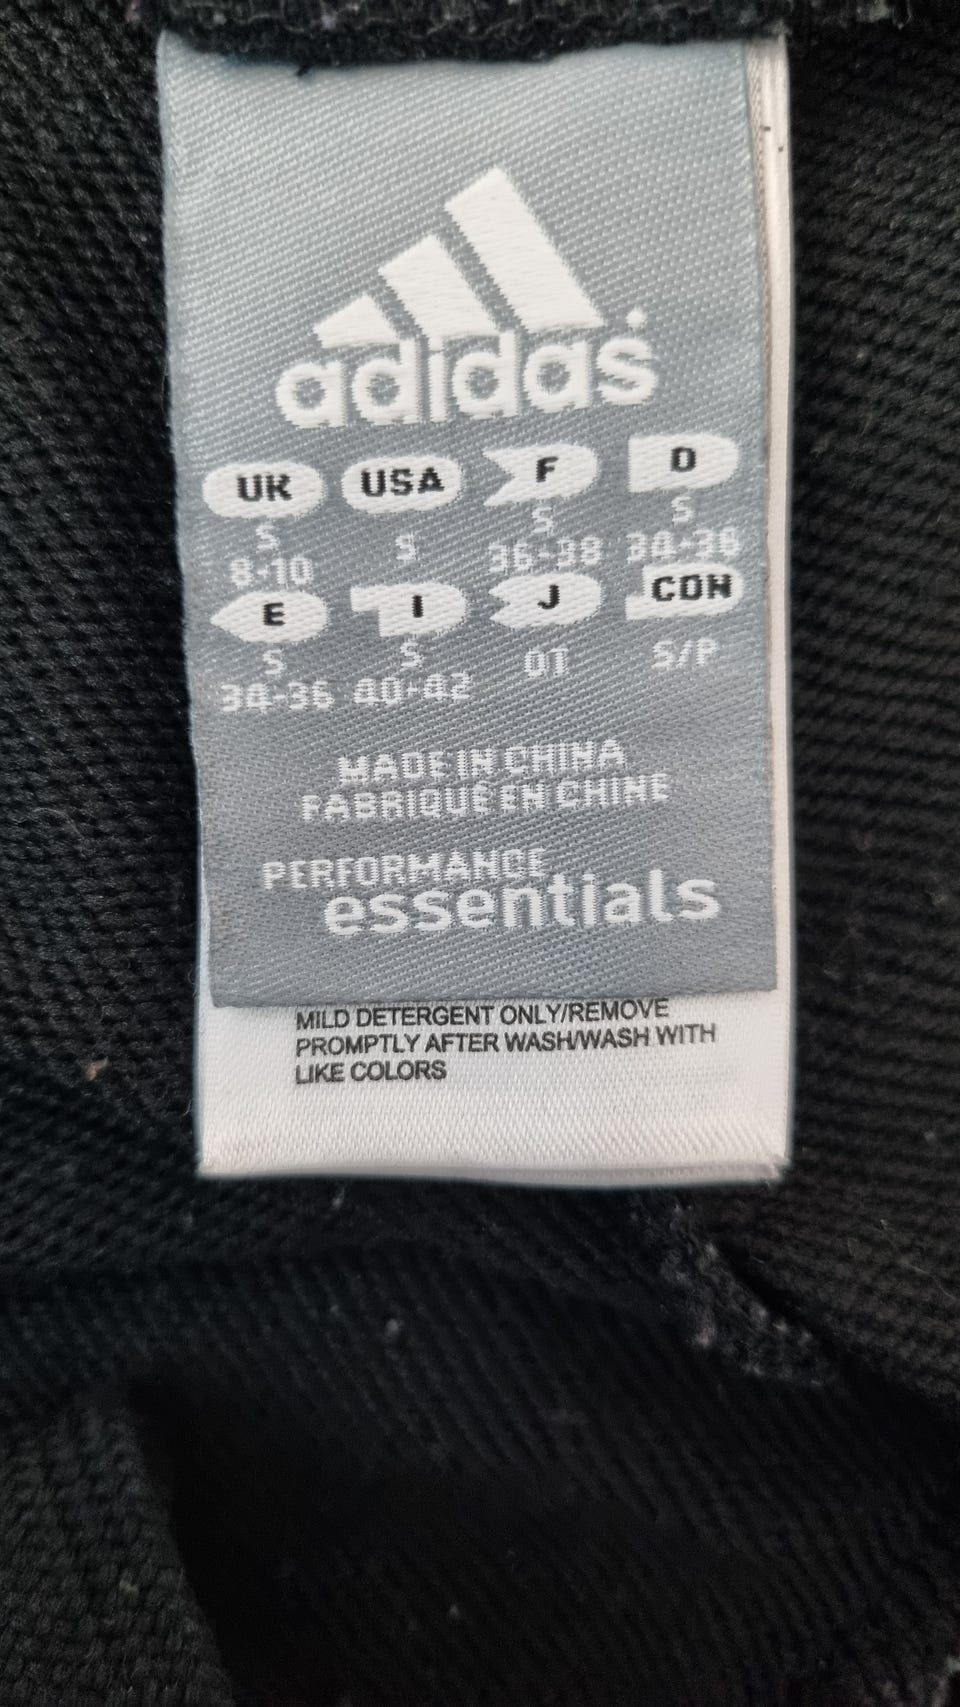 adidas
UK USA F D
S S S S
8-10 36-38 34-36
E I J CDN
S S OT S/P
34-36 40-42
MADE IN CHINA
FABRIQUÉ EN CHINE
PERFORMANCE
essentials
MILD DETERGENT ONLY/REMOVE
PROMPTLY AFTER WASH/WASH WITH
LIKE COLORS